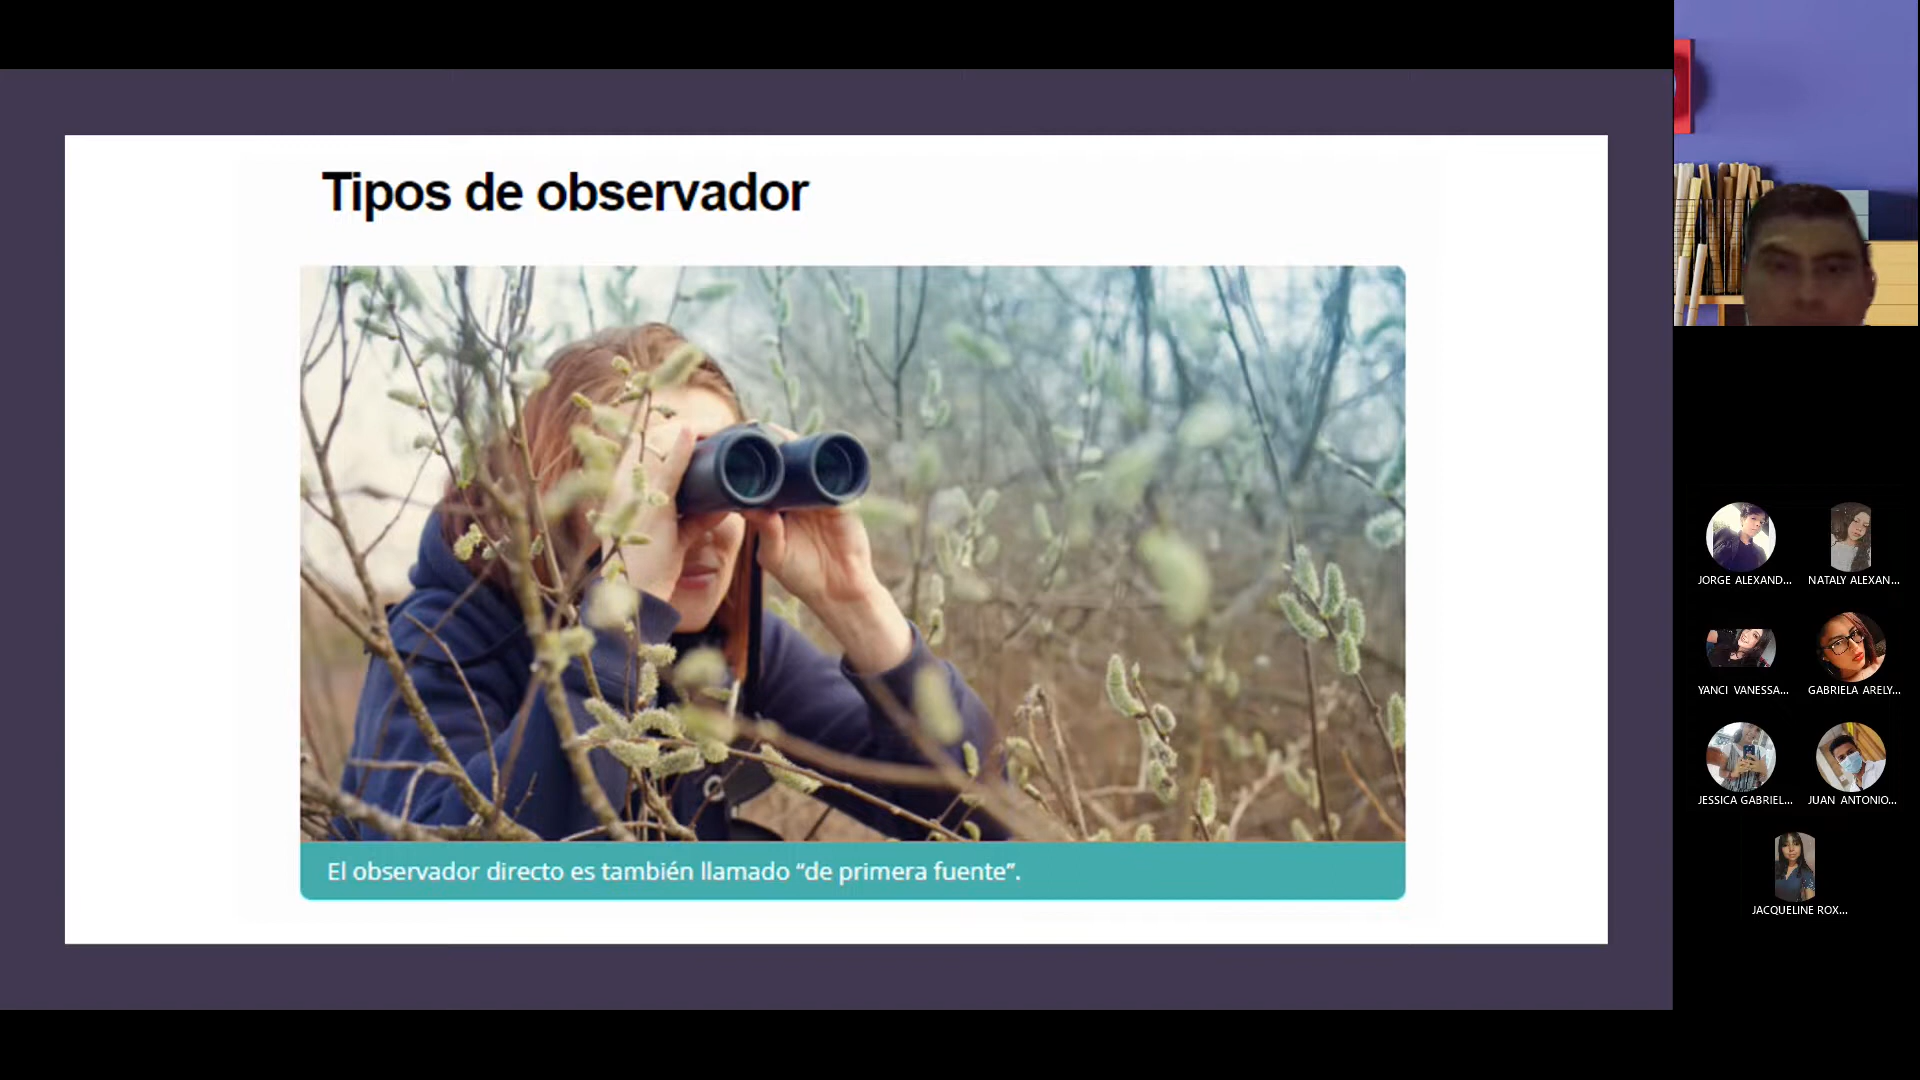 Tipos de observador
El observador directo es también llamado “de primera fuente”.
JORGE ALEXAND...
NATALY ALEXAN...
YANCI VANESSA...
GABRIELA ARELY...
JESSICA GABRIEL...
JUAN ANTONIO...
JACQUELINE ROX...